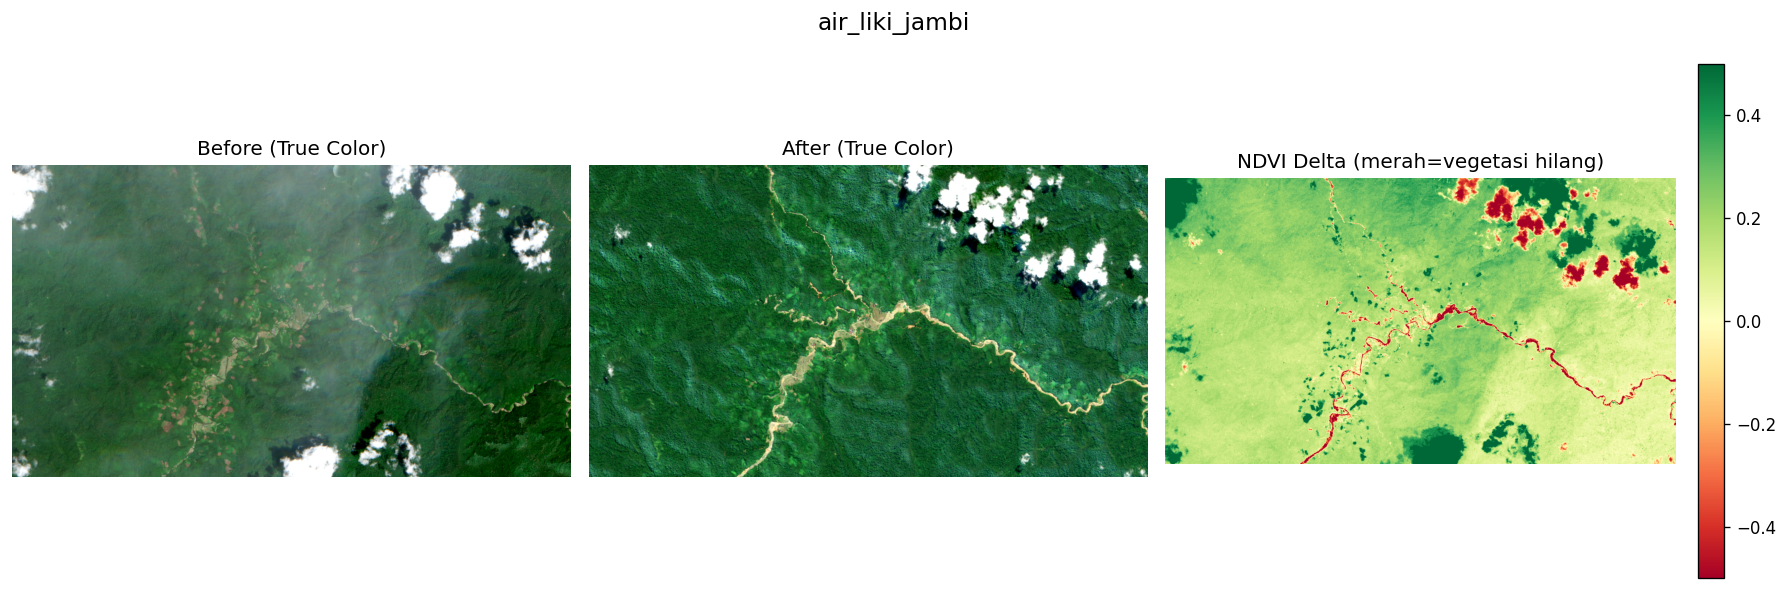 air_liki_jambi
Before (True Color)
After (True Color)
NDVI Delta (merah=vegetasi hilang)
0.4
0.2
0.0
−0.2
−0.4